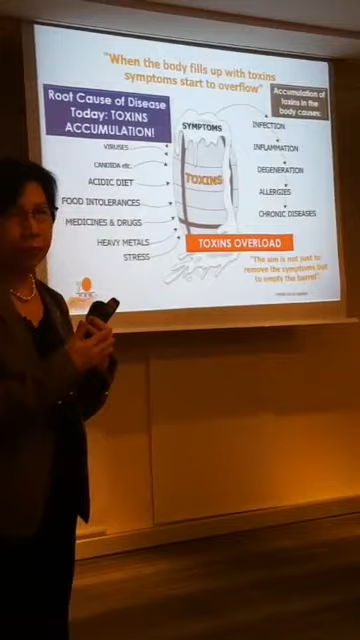 "When the body fills up with toxins
symptoms start to overflow"
Root Cause of Disease
Today: TOXINS
ACCUMULATION!
Accumulation of
toxins in the
body causes:
SYMPTOMS
TOXINS
VIRUSES
CANDIDA etc.
ACIDIC DIET
FOOD INTOLERANCES
MEDICINES & DRUGS
HEAVY METALS
STRESS
INFECTION
INFLAMMATION
DEGENERATION
ALLERGIES
CHRONIC DISEASES
TOXINS OVERLOAD
"The aim is not just to
remove the symptoms but
to empty the barrel"